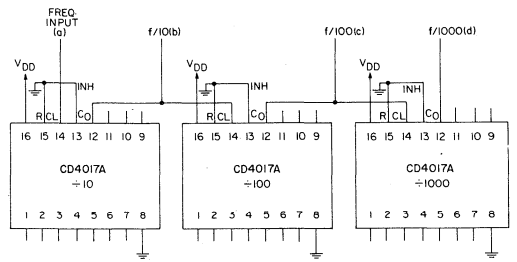 FREQ.
INPUT
(a) f/10(b) f/100(c) f/1000(d)
VDD VDD VDD
INH INH INH
R CL CO R CL CO R CL CO
16 15 14 13 12 11 10 9 16 15 14 13 12 11 10 9 16 15 14 13 12 11 10 9
CD4017A CD4017A CD4017A
÷10 ÷100 ÷1000
1 2 3 4 5 6 7 8 1 2 3 4 5 6 7 8 1 2 3 4 5 6 7 8